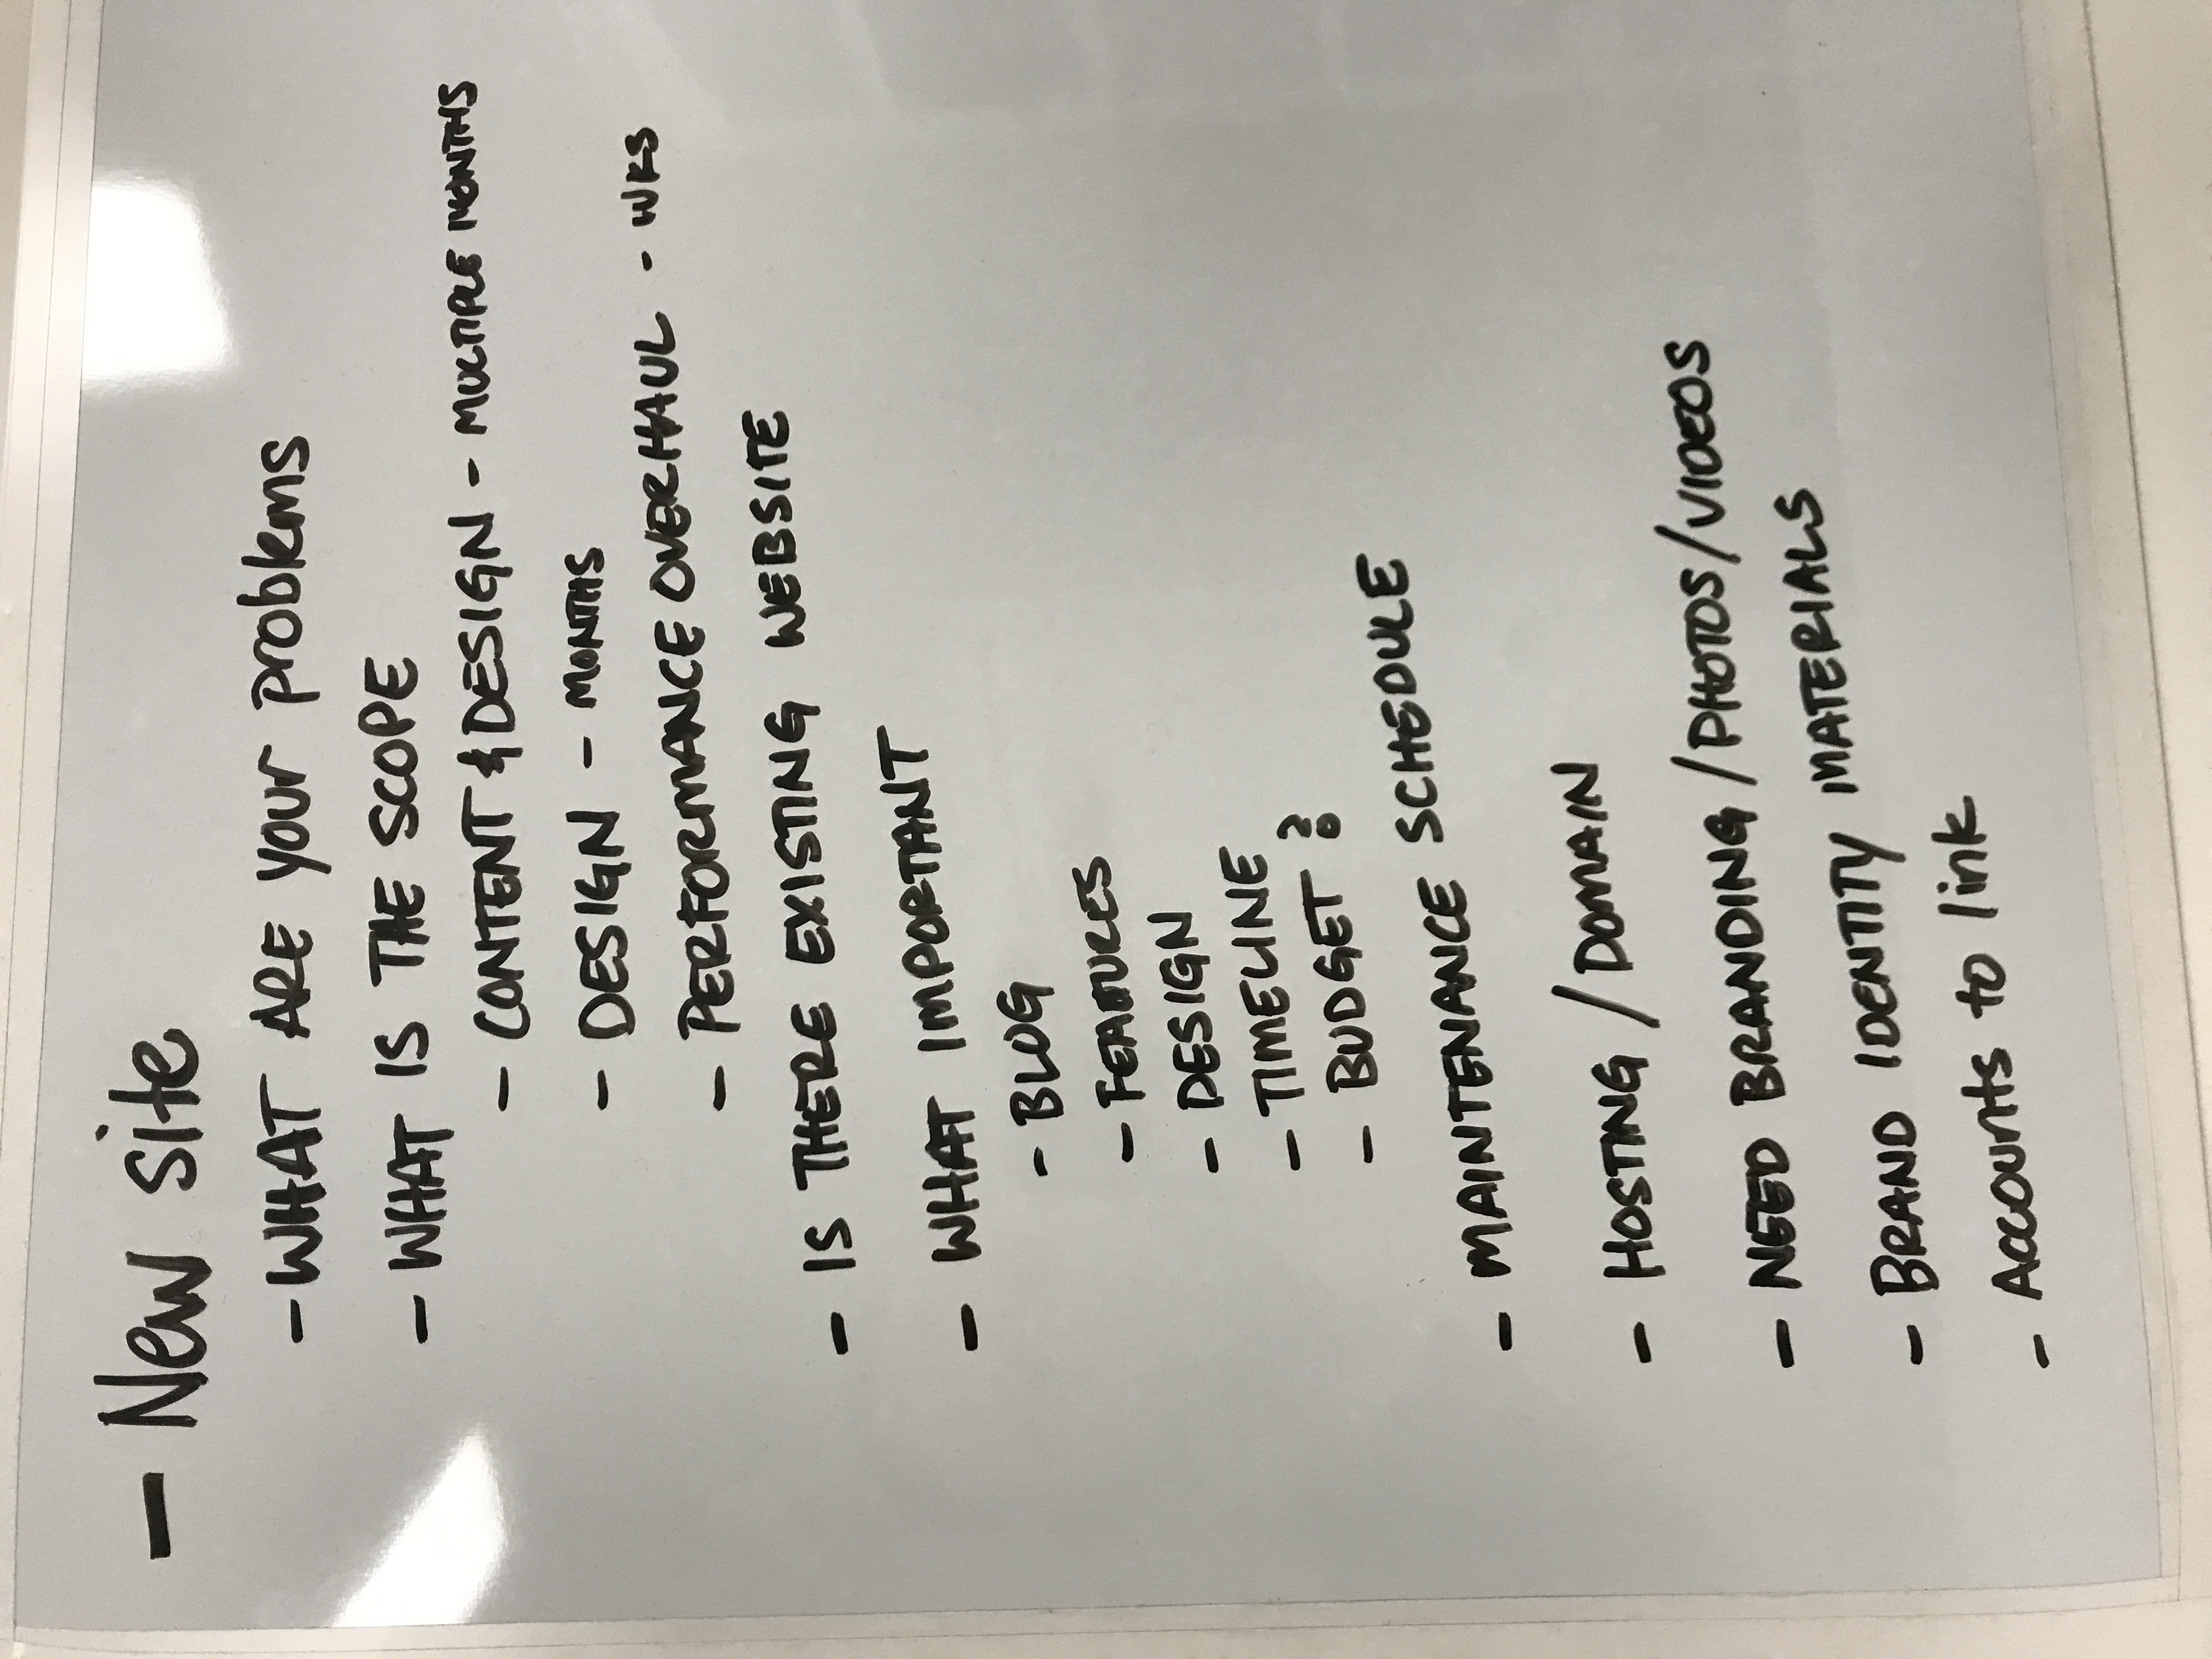 - New site
- WHAT ARE your problems
- WHAT IS THE SCOPE
- CONTENT & DESIGN - MULTIPLE MONTHS
- DESIGN - MONTHS
- PERFORMANCE OVERHAUL - WKS
- IS THERE EXISTING WEBSITE
- WHAT IMPORTANT
- BLOG
- FEATURES
- DESIGN
- TIMELINE
- BUDGET ?
- MAINTENANCE SCHEDULE
- HOSTING / DOMAIN
- NEED BRANDING / PHOTOS / VIDEOS
- BRAND IDENTITY MATERIALS
- Accounts to link